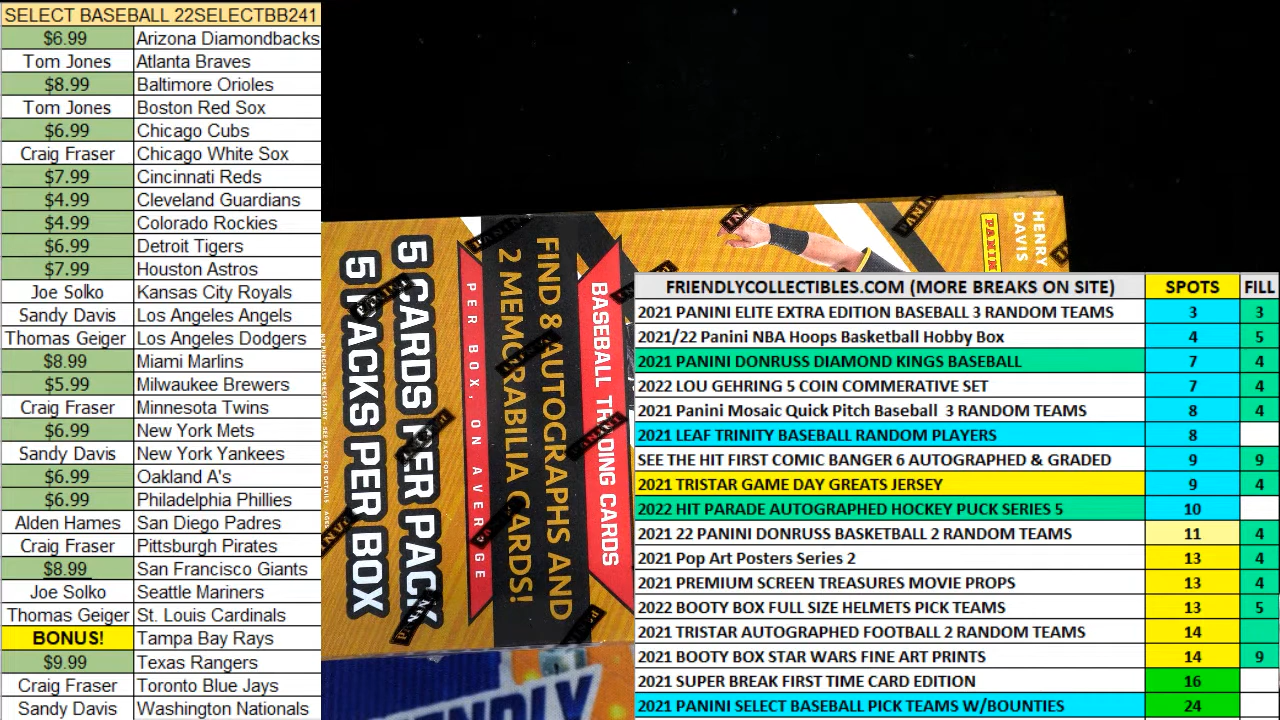 SELECT BASEBALL 22SELECTBB241
$6.99 Arizona Diamondbacks
Tom Jones Atlanta Braves
$8.99 Baltimore Orioles
Tom Jones Boston Red Sox
$6.99 Chicago Cubs
Craig Fraser Chicago White Sox
$7.99 Cincinnati Reds
$4.99 Cleveland Guardians
$4.99 Colorado Rockies
$6.99 Detroit Tigers
$7.99 Houston Astros
Joe Solko Kansas City Royals
Sandy Davis Los Angeles Angels
Thomas Geiger Los Angeles Dodgers
$8.99 Miami Marlins
$5.99 Milwaukee Brewers
Craig Fraser Minnesota Twins
$6.99 New York Mets
Sandy Davis New York Yankees
$6.99 Oakland A's
$6.99 Philadelphia Phillies
Alden Hames San Diego Padres
Craig Fraser Pittsburgh Pirates
$8.99 San Francisco Giants
Joe Solko Seattle Mariners
Thomas Geiger St. Louis Cardinals
BONUS! Tampa Bay Rays
$9.99 Texas Rangers
Craig Fraser Toronto Blue Jays
Sandy Davis Washington Nationals
HENRY
DAVIS
PANINI
BASEBALL TRADING CARDS
FIND 8 AUTOGRAPHS AND
2 MEMORABILIA CARDS!
PER BOX, ON AVERAGE
5 CARDS PER PACK
5 PACKS PER BOX
FRIENDLYCOLLECTIBLES.COM (MORE BREAKS ON SITE) SPOTS FILL
2021 PANINI ELITE EXTRA EDITION BASEBALL 3 RANDOM TEAMS 3 3
2021/22 Panini NBA Hoops Basketball Hobby Box 4 5
2021 PANINI DONRUSS DIAMOND KINGS BASEBALL 7 4
2022 LOU GEHRING 5 COIN COMMERATIVE SET 7 4
2021 Panini Mosaic Quick Pitch Baseball 3 RANDOM TEAMS 8 4
2021 LEAF TRINITY BASEBALL RANDOM PLAYERS 8
SEE THE HIT FIRST COMIC BANGER 6 AUTOGRAPHED & GRADED 9 9
2021 TRISTAR GAME DAY GREATS JERSEY 9 4
2022 HIT PARADE AUTOGRAPHED HOCKEY PUCK SERIES 5 10
2021 22 PANINI DONRUSS BASKETBALL 2 RANDOM TEAMS 11 4
2021 Pop Art Posters Series 2 13 4
2021 PREMIUM SCREEN TREASURES MOVIE PROPS 13 4
2022 BOOTY BOX FULL SIZE HELMETS PICK TEAMS 13 5
2021 TRISTAR AUTOGRAPHED FOOTBALL 2 RANDOM TEAMS 14
2021 BOOTY BOX STAR WARS FINE ART PRINTS 14 9
2021 SUPER BREAK FIRST TIME CARD EDITION 16
2021 PANINI SELECT BASEBALL PICK TEAMS W/BOUNTIES 24